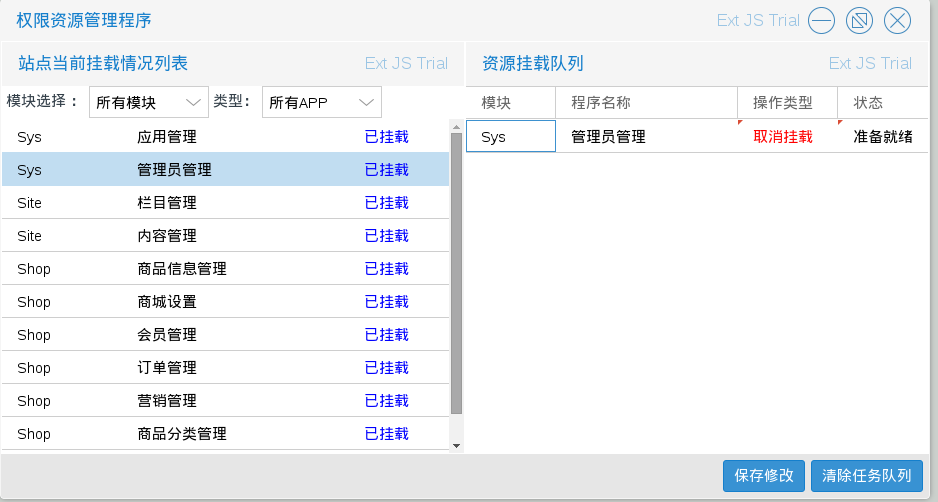 权限资源管理程序 Ext JS Trial
站点当前挂载情况列表 Ext JS Trial
模块选择： 所有模块 类型: 所有APP
Sys 应用管理 已挂载
Sys 管理员管理 已挂载
Site 栏目管理 已挂载
Site 内容管理 已挂载
Shop 商品信息管理 已挂载
Shop 商城设置 已挂载
Shop 会员管理 已挂载
Shop 订单管理 已挂载
Shop 营销管理 已挂载
Shop 商品分类管理 已挂载
资源挂载队列 Ext JS Trial
模块 程序名称 操作类型 状态
Sys 管理员管理 取消挂载 准备就绪
保存修改 清除任务队列